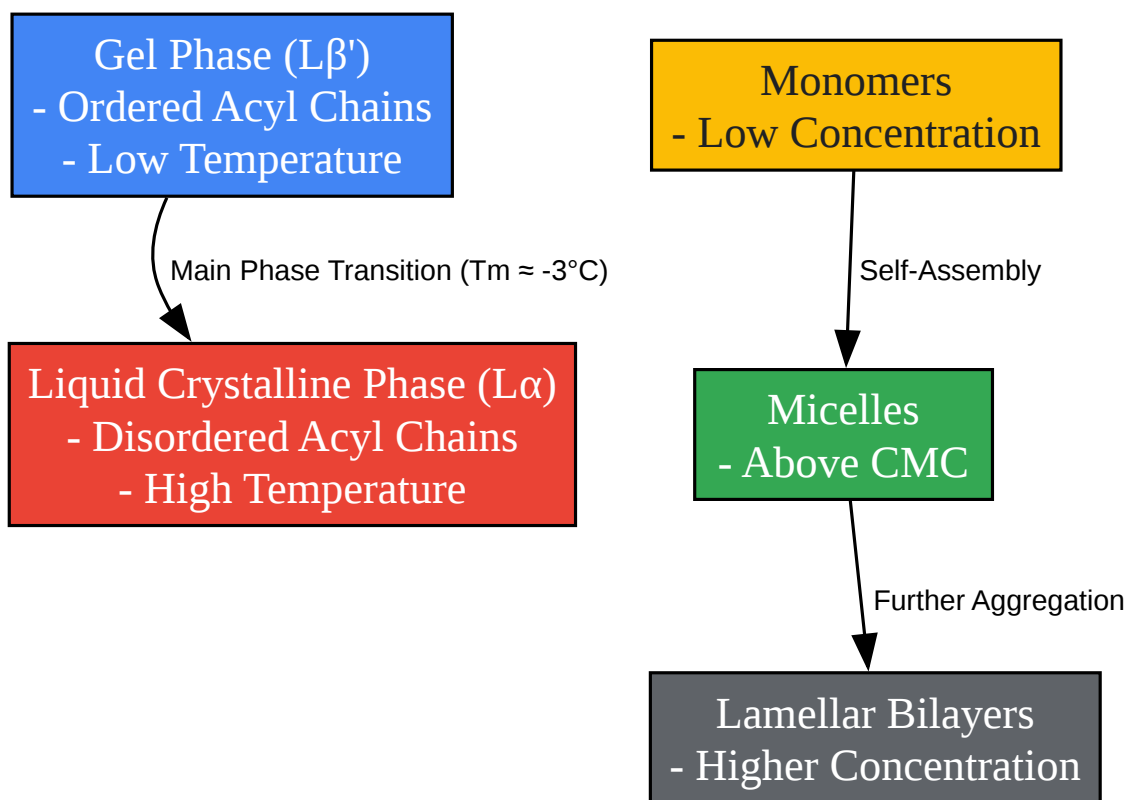 Gel Phase (Lβ')
- Ordered Acyl Chains
- Low Temperature
Main Phase Transition (Tm ≈ -3°C)
Liquid Crystalline Phase (Lα)
- Disordered Acyl Chains
- High Temperature
Monomers
- Low Concentration
Self-Assembly
Micelles
- Above CMC
Further Aggregation
Lamellar Bilayers
- Higher Concentration